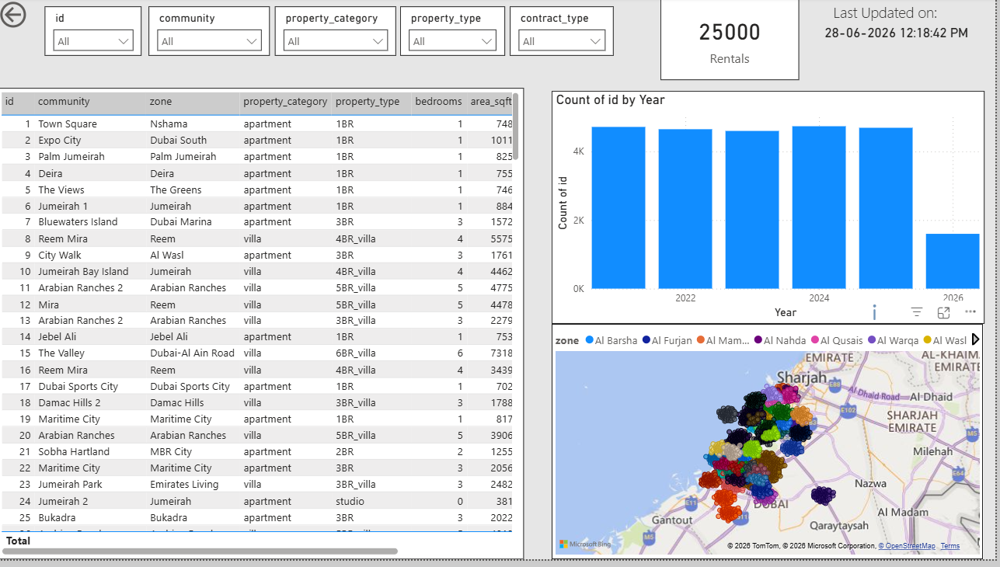 id community property_category property_type contract_type
All All All All All
25000
Rentals
Last Updated on:
28-06-2026 12:18:42 PM
id community zone property_category property_type bedrooms area_sqft
1 Town Square Nshama apartment 1BR 1 748
2 Expo City Dubai South apartment 1BR 1 1011
3 Palm Jumeirah Palm Jumeirah apartment 1BR 1 825
4 Deira Deira apartment 1BR 1 755
5 The Views The Greens apartment 1BR 1 746
6 Jumeirah 1 Jumeirah apartment 1BR 1 884
7 Bluewaters Island Dubai Marina apartment 3BR 3 1572
8 Reem Mira Reem villa 4BR_villa 4 5575
9 City Walk Al Wasl apartment 3BR 3 1761
10 Jumeirah Bay Island Jumeirah villa 4BR_villa 4 4462
11 Arabian Ranches 2 Arabian Ranches villa 5BR_villa 5 4775
12 Mira Reem villa 5BR_villa 5 4478
13 Arabian Ranches 2 Arabian Ranches villa 3BR_villa 3 2279
14 Jebel Ali Jebel Ali apartment 1BR 1 753
15 The Valley Dubai-Al Ain Road villa 6BR_villa 6 7318
16 Reem Mira Reem villa 4BR_villa 4 3439
17 Dubai Sports City Dubai Sports City apartment 1BR 1 702
18 Damac Hills 2 Damac Hills villa 3BR_villa 3 1788
19 Maritime City Maritime City apartment 1BR 1 817
20 Arabian Ranches Arabian Ranches villa 5BR_villa 5 3906
21 Sobha Hartland MBR City apartment 2BR 2 1255
22 Maritime City Maritime City apartment 3BR 3 2056
23 Jumeirah Park Emirates Living villa 3BR_villa 3 2482
24 Jumeirah 2 Jumeirah apartment studio 0 381
25 Bukadra Bukadra apartment 3BR 3 2022
Total
Count of id by Year
Count of id
4K
2K
0K
2022 2024 2026
Year
zone Al Barsha Al Furjan Al Mam... Al Nahda Al Qusais Al Warqa Al Wasl
EMIRATE
AL-KHAIM
EMIRATE
Sharjah
E88
Al Dhaid Road
Al Dhaid
E102
SHARJAH
EMIRATE
M5
Milehah
E64
Nazwa
DUBAI
E11
Al Madam
Gantout
E11
Qaraytaysah
M5
Microsoft Bing
© 2026 TomTom, © 2026 Microsoft Corporation, © OpenStreetMap Terms